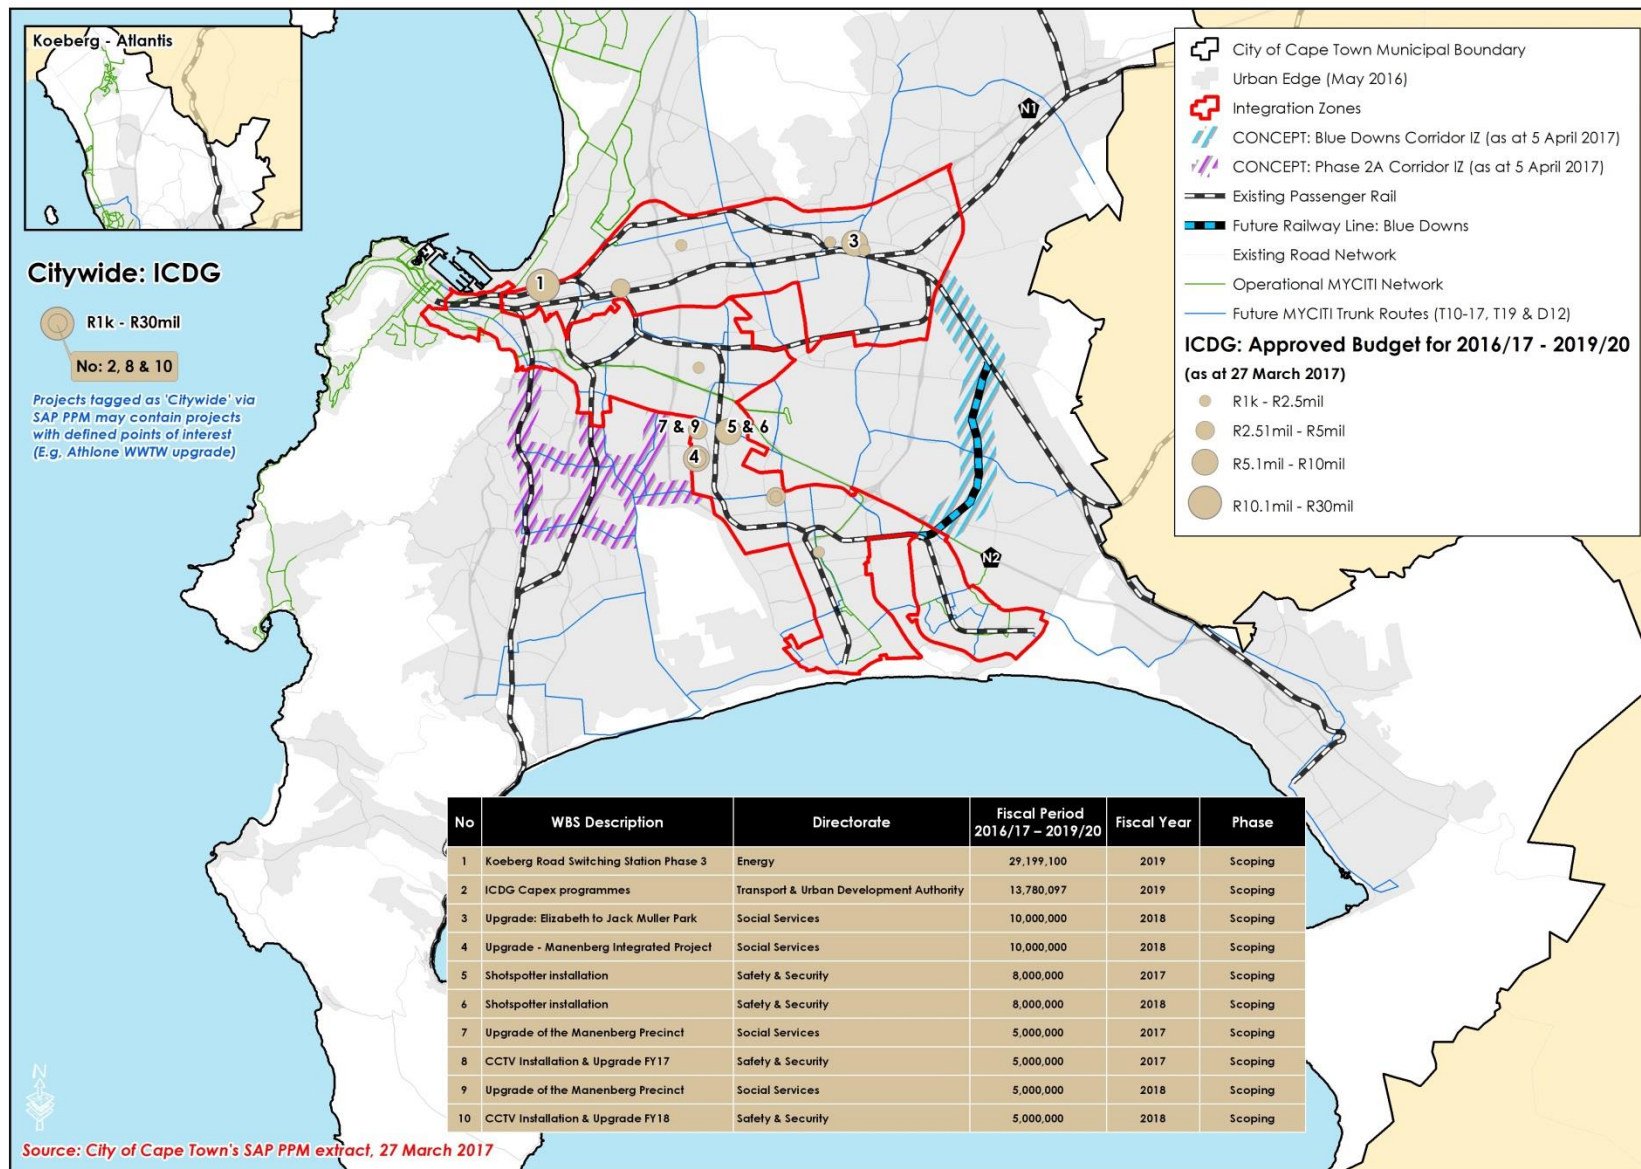 Koeberg - Atlantis
Citywide: ICDG
R1k - R30mil
No: 2, 8 & 10
Projects tagged as 'Citywide' via
SAP PPM may contain projects
with defined points of interest
(E.g, Athlone WWTW upgrade)
N1
1
3
7 & 9
5 & 6
4
N2
City of Cape Town Municipal Boundary
Urban Edge (May 2016)
Integration Zones
CONCEPT: Blue Downs Corridor IZ (as at 5 April 2017)
CONCEPT: Phase 2A Corridor IZ (as at 5 April 2017)
Existing Passenger Rail
Future Railway Line: Blue Downs
Existing Road Network
Operational MYCITI Network
Future MYCITI Trunk Routes (T10-17, T19 & D12)
ICDG: Approved Budget for 2016/17 - 2019/20
(as at 27 March 2017)
R1k - R2.5mil
R2.51mil - R5mil
R5.1mil - R10mil
R10.1mil - R30mil
No WBS Description Directorate Fiscal Period 2016/17 – 2019/20 Fiscal Year Phase
1 Koeberg Road Switching Station Phase 3 Energy 29,199,100 2019 Scoping
2 ICDG Capex programmes Transport & Urban Development Authority 13,780,097 2019 Scoping
3 Upgrade: Elizabeth to Jack Muller Park Social Services 10,000,000 2018 Scoping
4 Upgrade - Manenberg Integrated Project Social Services 10,000,000 2018 Scoping
5 Shotspotter installation Safety & Security 8,000,000 2017 Scoping
6 Shotspotter installation Safety & Security 8,000,000 2018 Scoping
7 Upgrade of the Manenberg Precinct Social Services 5,000,000 2017 Scoping
8 CCTV Installation & Upgrade FY17 Safety & Security 5,000,000 2017 Scoping
9 Upgrade of the Manenberg Precinct Social Services 5,000,000 2018 Scoping
10 CCTV Installation & Upgrade FY18 Safety & Security 5,000,000 2018 Scoping
N
Source: City of Cape Town's SAP PPM extract, 27 March 2017